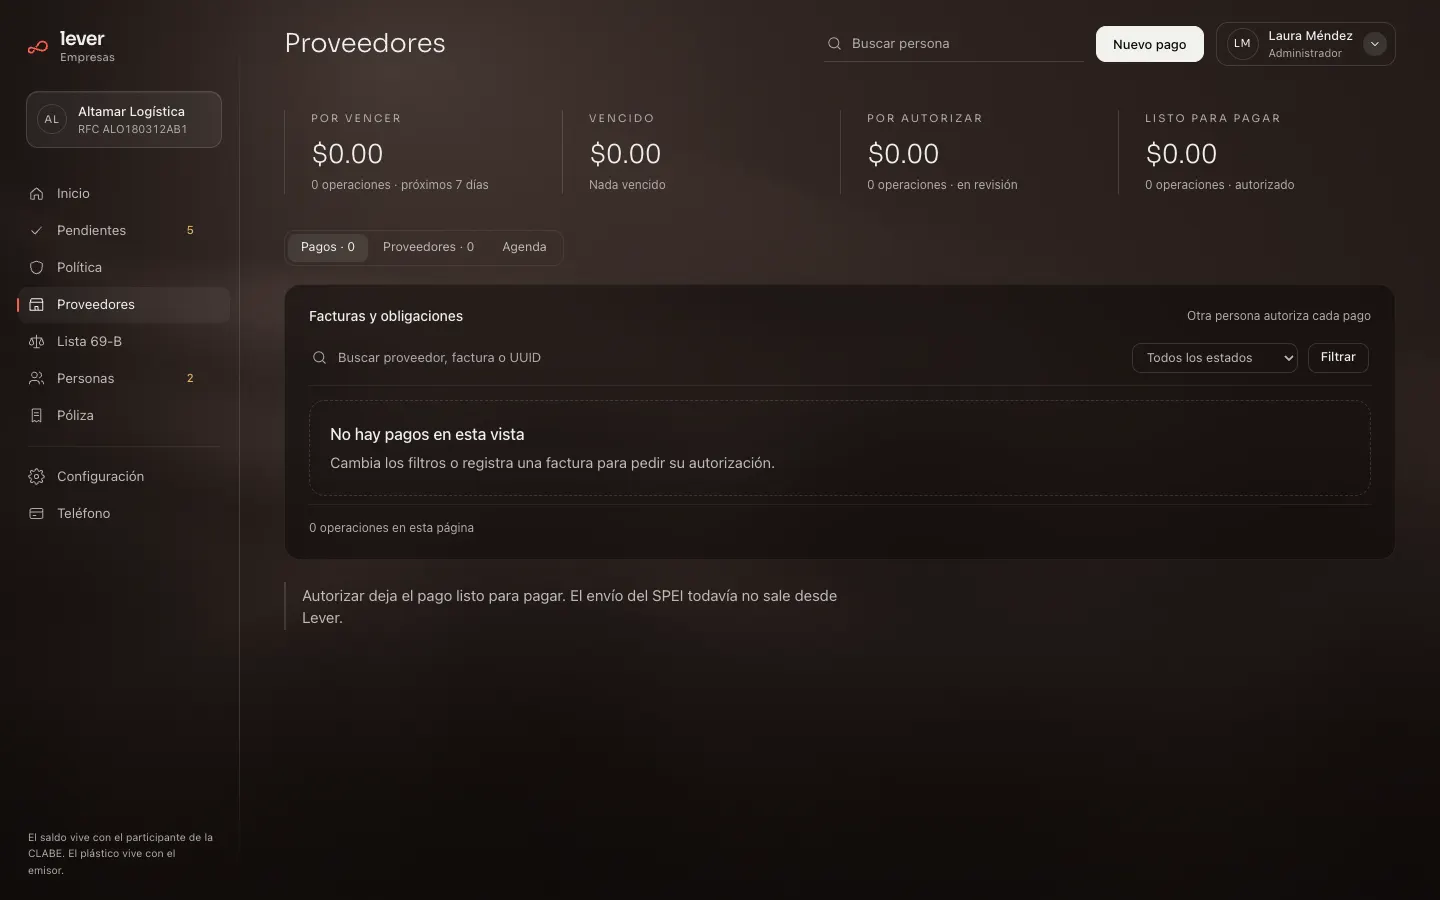 lever
Empresas
AL
Altamar Logística
RFC ALO180312AB1
Inicio
Pendientes 5
Política
Proveedores
Lista 69-B
Personas 2
Póliza
Configuración
Teléfono
El saldo vive con el participante de la
CLABE. El plástico vive con el
emisor.
Proveedores
Buscar persona
Nuevo pago
LM
Laura Méndez
Administrador
POR VENCER
$0.00
0 operaciones · próximos 7 días
VENCIDO
$0.00
Nada vencido
POR AUTORIZAR
$0.00
0 operaciones · en revisión
LISTO PARA PAGAR
$0.00
0 operaciones · autorizado
Pagos · 0 Proveedores · 0 Agenda
Facturas y obligaciones
Otra persona autoriza cada pago
Buscar proveedor, factura o UUID
Todos los estados
Filtrar
No hay pagos en esta vista
Cambia los filtros o registra una factura para pedir su autorización.
0 operaciones en esta página
Autorizar deja el pago listo para pagar. El envío del SPEI todavía no sale desde
Lever.